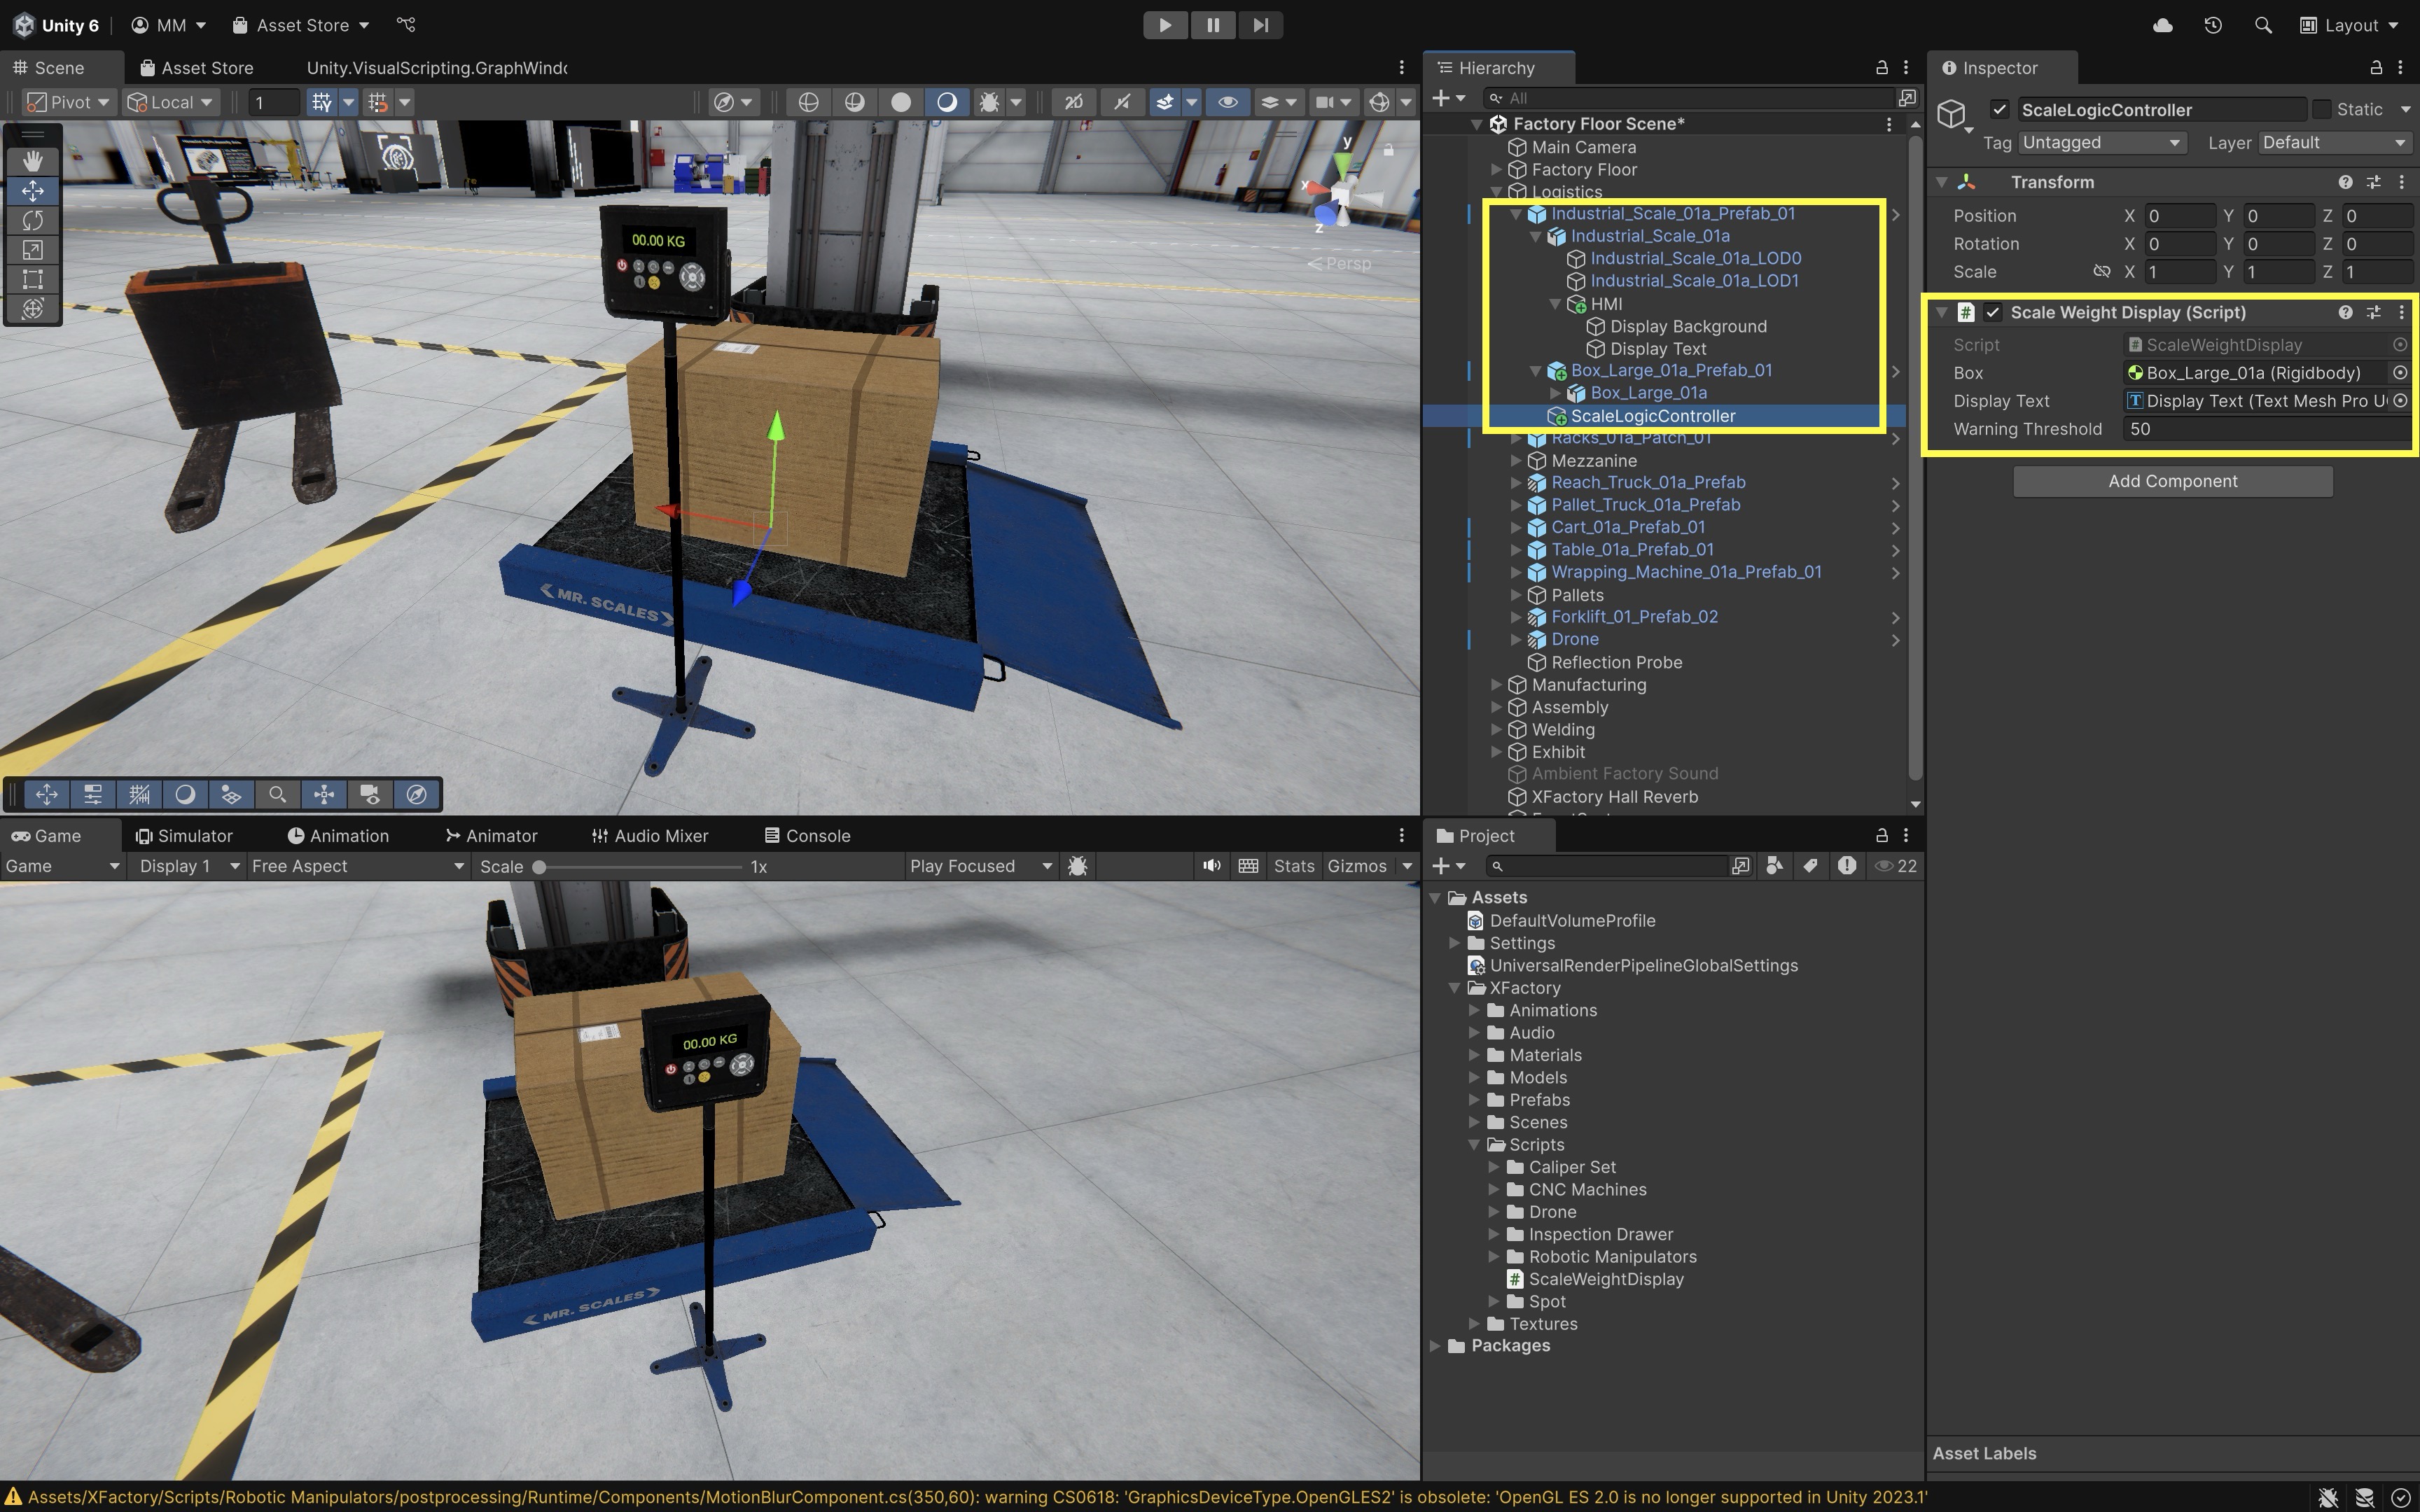 Unity 6 MM Asset Store Layout
Scene Asset Store Unity.VisualScripting.GraphWindo
Pivot Local 1 2D
y
x
z
Persp
00.00 KG
MR. SCALES
Hierarchy
All
Factory Floor Scene*
Main Camera
Factory Floor
Logistics
Industrial_Scale_01a_Prefab_01
Industrial_Scale_01a
Industrial_Scale_01a_LOD0
Industrial_Scale_01a_LOD1
HMI
Display Background
Display Text
Box_Large_01a_Prefab_01
Box_Large_01a
ScaleLogicController
Racks_01a_Patch_01
Mezzanine
Reach_Truck_01a_Prefab
Pallet_Truck_01a_Prefab
Cart_01a_Prefab_01
Table_01a_Prefab_01
Wrapping_Machine_01a_Prefab_01
Pallets
Forklift_01_Prefab_02
Drone
Reflection Probe
Manufacturing
Assembly
Welding
Exhibit
Ambient Factory Sound
XFactory Hall Reverb
Inspector
ScaleLogicController Static
Tag Untagged Layer Default
Transform
Position X 0 Y 0 Z 0
Rotation X 0 Y 0 Z 0
Scale X 1 Y 1 Z 1
# Scale Weight Display (Script)
Script ScaleWeightDisplay
Box Box_Large_01a (Rigidbody)
Display Text Display Text (Text Mesh Pro U
Warning Threshold 50
Add Component
Asset Labels
Game Simulator Animation Animator Audio Mixer Console
Game Display 1 Free Aspect Scale 1x Play Focused Stats Gizmos
00.00 KG
MR. SCALES
Project
22
Assets
DefaultVolumeProfile
Settings
UniversalRenderPipelineGlobalSettings
XFactory
Animations
Audio
Materials
Models
Prefabs
Scenes
Scripts
Caliper Set
CNC Machines
Drone
Inspection Drawer
Robotic Manipulators
# ScaleWeightDisplay
Spot
Textures
Packages
Assets/XFactory/Scripts/Robotic Manipulators/postprocessing/Runtime/Components/MotionBlurComponent.cs(350,60): warning CS0618: 'GraphicsDeviceType.OpenGLES2' is obsolete: 'OpenGL ES 2.0 is no longer supported in Unity 2023.1'